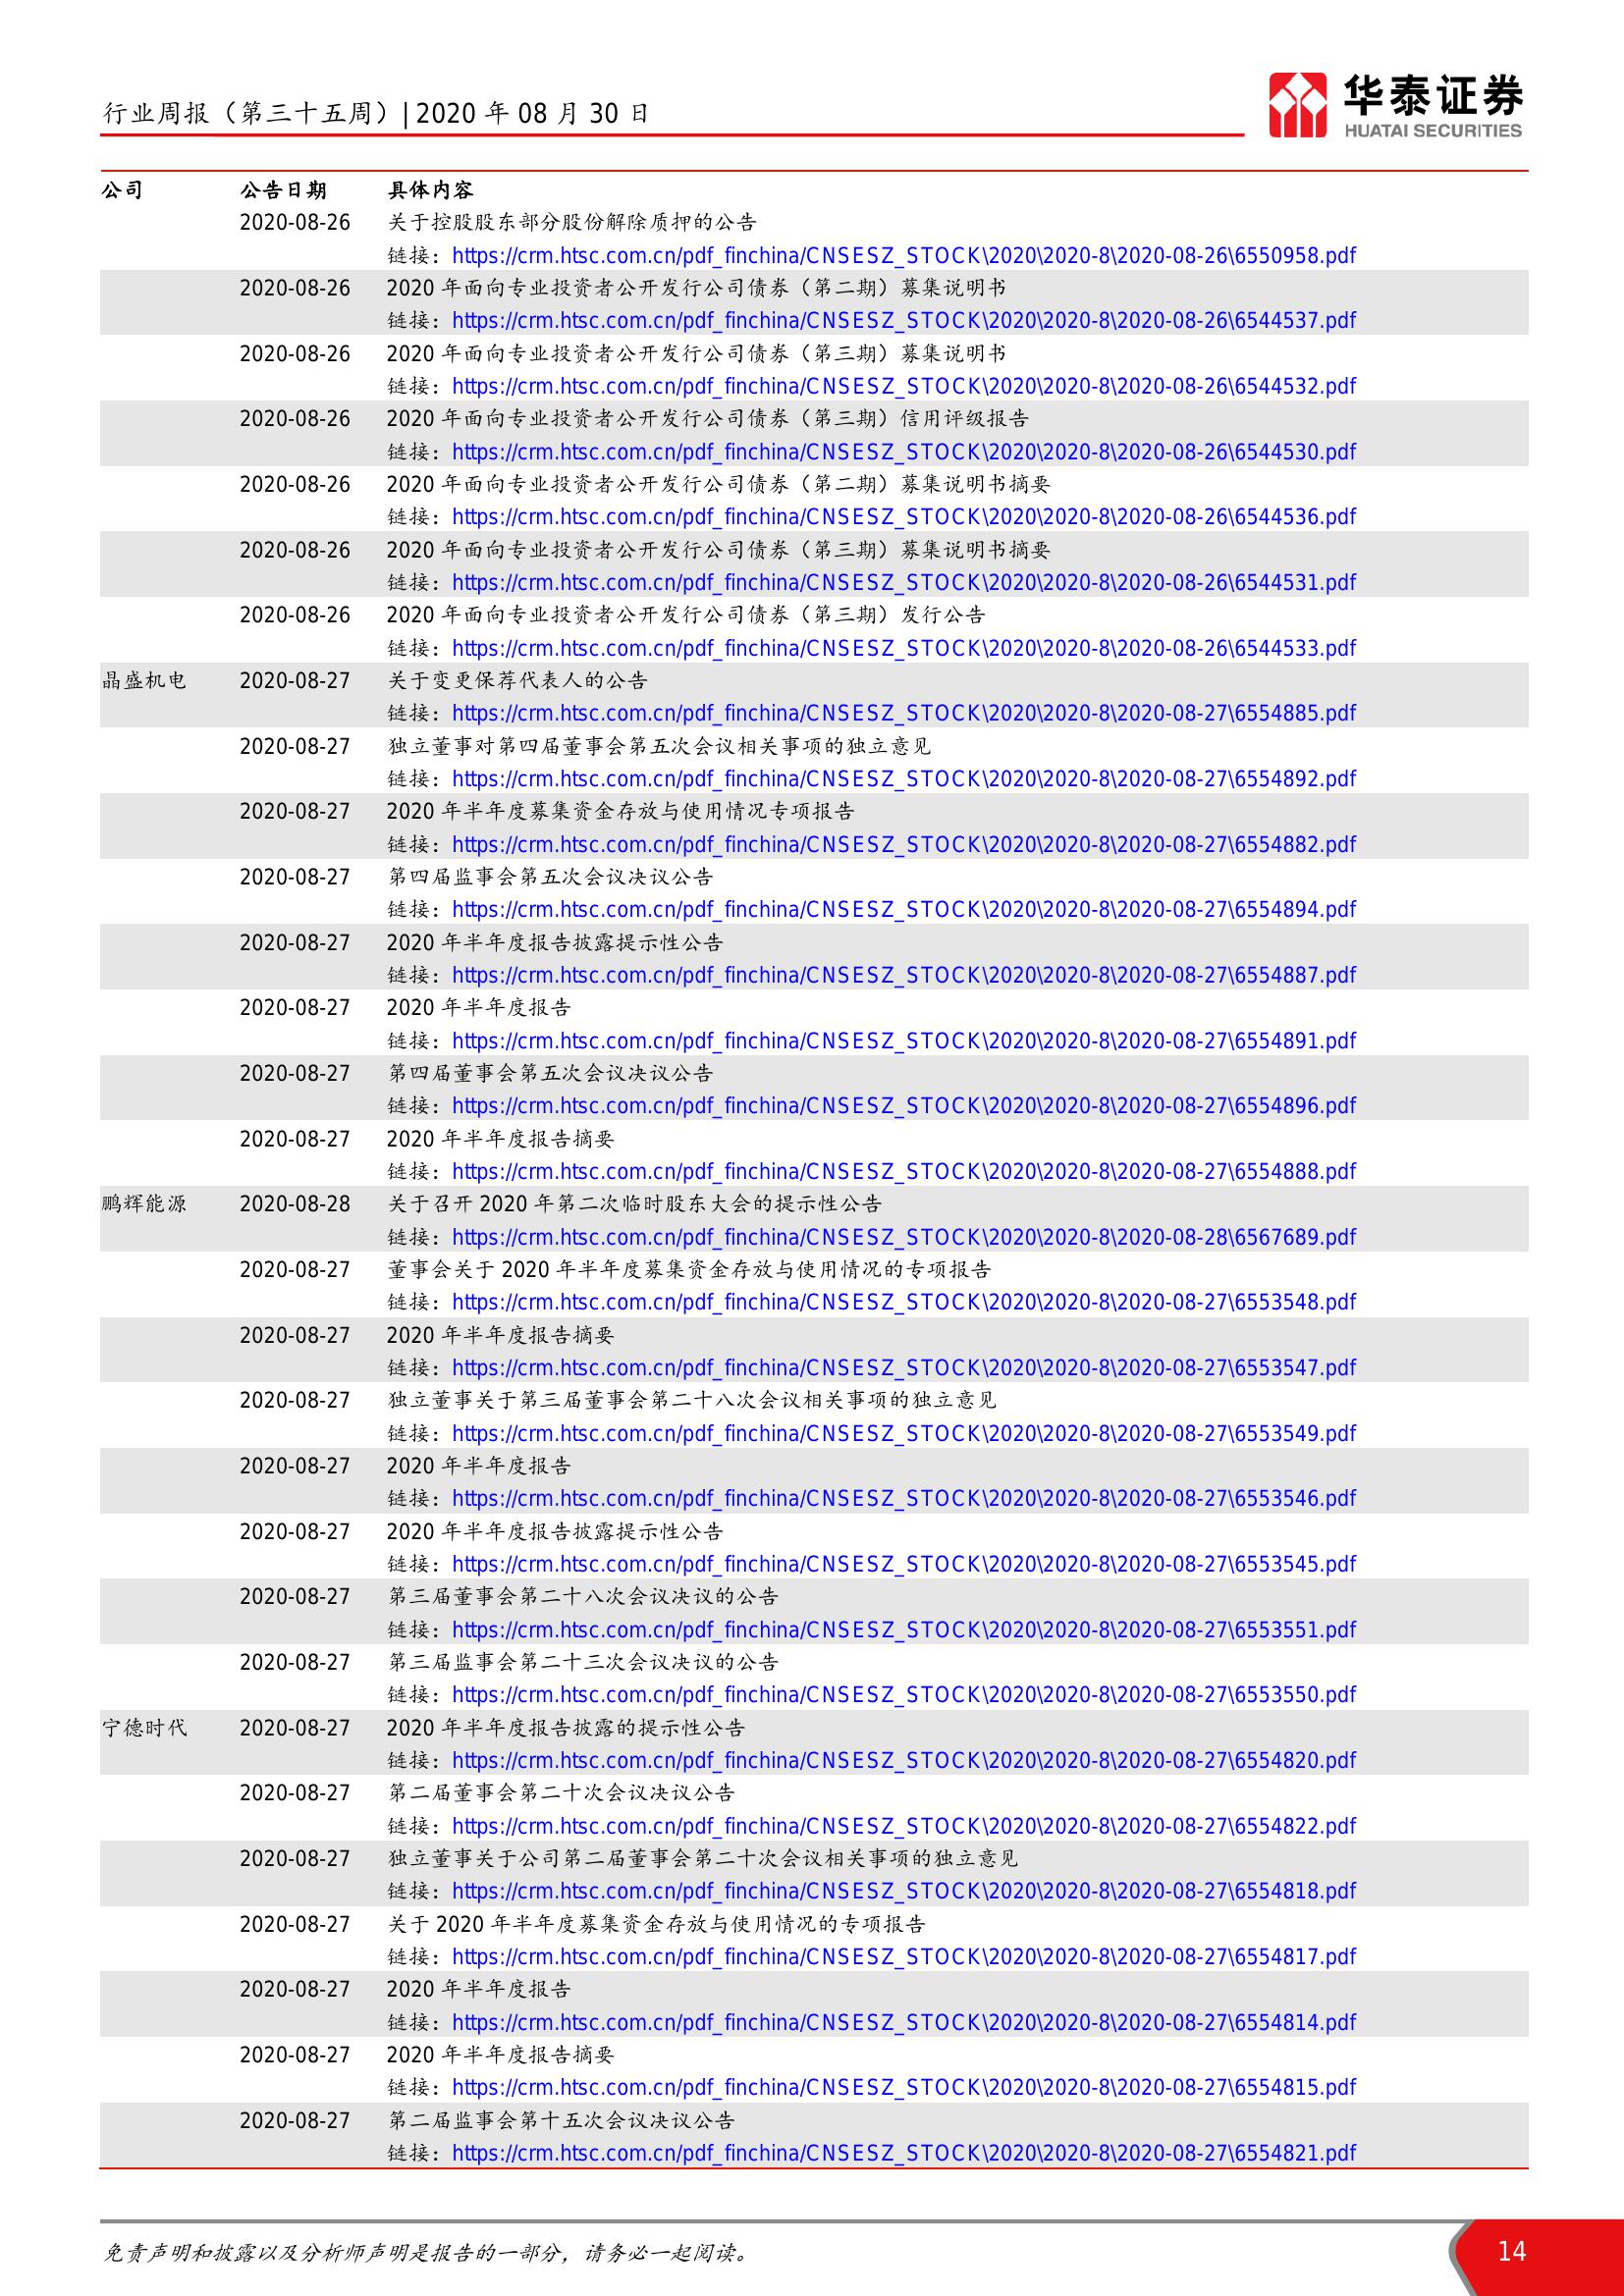 行业周报（第三十五周）| 2020 年 08 月 30 日
华泰证券
HUATAI SECURITIES
公司 公告日期 具体内容
2020-08-26 关于控股股东部分股份解除质押的公告
链接：https://crm.htsc.com.cn/pdf_finchina/CNSESZ_STOCK\2020\2020-8\2020-08-26\6550958.pdf
2020-08-26 2020 年面向专业投资者公开发行公司债券（第二期）募集说明书
链接：https://crm.htsc.com.cn/pdf_finchina/CNSESZ_STOCK\2020\2020-8\2020-08-26\6544537.pdf
2020-08-26 2020 年面向专业投资者公开发行公司债券（第三期）募集说明书
链接：https://crm.htsc.com.cn/pdf_finchina/CNSESZ_STOCK\2020\2020-8\2020-08-26\6544532.pdf
2020-08-26 2020 年面向专业投资者公开发行公司债券（第三期）信用评级报告
链接：https://crm.htsc.com.cn/pdf_finchina/CNSESZ_STOCK\2020\2020-8\2020-08-26\6544530.pdf
2020-08-26 2020 年面向专业投资者公开发行公司债券（第二期）募集说明书摘要
链接：https://crm.htsc.com.cn/pdf_finchina/CNSESZ_STOCK\2020\2020-8\2020-08-26\6544536.pdf
2020-08-26 2020 年面向专业投资者公开发行公司债券（第三期）募集说明书摘要
链接：https://crm.htsc.com.cn/pdf_finchina/CNSESZ_STOCK\2020\2020-8\2020-08-26\6544531.pdf
2020-08-26 2020 年面向专业投资者公开发行公司债券（第三期）发行公告
链接：https://crm.htsc.com.cn/pdf_finchina/CNSESZ_STOCK\2020\2020-8\2020-08-26\6544533.pdf
晶盛机电 2020-08-27 关于变更保荐代表人的公告
链接：https://crm.htsc.com.cn/pdf_finchina/CNSESZ_STOCK\2020\2020-8\2020-08-27\6554885.pdf
2020-08-27 独立董事对第四届董事会第五次会议相关事项的独立意见
链接：https://crm.htsc.com.cn/pdf_finchina/CNSESZ_STOCK\2020\2020-8\2020-08-27\6554892.pdf
2020-08-27 2020 年半年度募集资金存放与使用情况专项报告
链接：https://crm.htsc.com.cn/pdf_finchina/CNSESZ_STOCK\2020\2020-8\2020-08-27\6554882.pdf
2020-08-27 第四届监事会第五次会议决议公告
链接：https://crm.htsc.com.cn/pdf_finchina/CNSESZ_STOCK\2020\2020-8\2020-08-27\6554894.pdf
2020-08-27 2020 年半年度报告披露提示性公告
链接：https://crm.htsc.com.cn/pdf_finchina/CNSESZ_STOCK\2020\2020-8\2020-08-27\6554887.pdf
2020-08-27 2020 年半年度报告
链接：https://crm.htsc.com.cn/pdf_finchina/CNSESZ_STOCK\2020\2020-8\2020-08-27\6554891.pdf
2020-08-27 第四届董事会第五次会议决议公告
链接：https://crm.htsc.com.cn/pdf_finchina/CNSESZ_STOCK\2020\2020-8\2020-08-27\6554896.pdf
2020-08-27 2020 年半年度报告摘要
链接：https://crm.htsc.com.cn/pdf_finchina/CNSESZ_STOCK\2020\2020-8\2020-08-27\6554888.pdf
鹏辉能源 2020-08-28 关于召开 2020 年第二次临时股东大会的提示性公告
链接：https://crm.htsc.com.cn/pdf_finchina/CNSESZ_STOCK\2020\2020-8\2020-08-28\6567689.pdf
2020-08-27 董事会关于 2020 年半年度募集资金存放与使用情况的专项报告
链接：https://crm.htsc.com.cn/pdf_finchina/CNSESZ_STOCK\2020\2020-8\2020-08-27\6553548.pdf
2020-08-27 2020 年半年度报告摘要
链接：https://crm.htsc.com.cn/pdf_finchina/CNSESZ_STOCK\2020\2020-8\2020-08-27\6553547.pdf
2020-08-27 独立董事关于第三届董事会第二十八次会议相关事项的独立意见
链接：https://crm.htsc.com.cn/pdf_finchina/CNSESZ_STOCK\2020\2020-8\2020-08-27\6553549.pdf
2020-08-27 2020 年半年度报告
链接：https://crm.htsc.com.cn/pdf_finchina/CNSESZ_STOCK\2020\2020-8\2020-08-27\6553546.pdf
2020-08-27 2020 年半年度报告披露提示性公告
链接：https://crm.htsc.com.cn/pdf_finchina/CNSESZ_STOCK\2020\2020-8\2020-08-27\6553545.pdf
2020-08-27 第三届董事会第二十八次会议决议的公告
链接：https://crm.htsc.com.cn/pdf_finchina/CNSESZ_STOCK\2020\2020-8\2020-08-27\6553551.pdf
2020-08-27 第三届监事会第二十三次会议决议的公告
链接：https://crm.htsc.com.cn/pdf_finchina/CNSESZ_STOCK\2020\2020-8\2020-08-27\6553550.pdf
宁德时代 2020-08-27 2020 年半年度报告披露的提示性公告
链接：https://crm.htsc.com.cn/pdf_finchina/CNSESZ_STOCK\2020\2020-8\2020-08-27\6554820.pdf
2020-08-27 第二届董事会第二十次会议决议公告
链接：https://crm.htsc.com.cn/pdf_finchina/CNSESZ_STOCK\2020\2020-8\2020-08-27\6554822.pdf
2020-08-27 独立董事关于公司第二届董事会第二十次会议相关事项的独立意见
链接：https://crm.htsc.com.cn/pdf_finchina/CNSESZ_STOCK\2020\2020-8\2020-08-27\6554818.pdf
2020-08-27 关于 2020 年半年度募集资金存放与使用情况的专项报告
链接：https://crm.htsc.com.cn/pdf_finchina/CNSESZ_STOCK\2020\2020-8\2020-08-27\6554817.pdf
2020-08-27 2020 年半年度报告
链接：https://crm.htsc.com.cn/pdf_finchina/CNSESZ_STOCK\2020\2020-8\2020-08-27\6554814.pdf
2020-08-27 2020 年半年度报告摘要
链接：https://crm.htsc.com.cn/pdf_finchina/CNSESZ_STOCK\2020\2020-8\2020-08-27\6554815.pdf
2020-08-27 第二届监事会第十五次会议决议公告
链接：https://crm.htsc.com.cn/pdf_finchina/CNSESZ_STOCK\2020\2020-8\2020-08-27\6554821.pdf
免责声明和披露以及分析师声明是报告的一部分，请务必一起阅读。
14